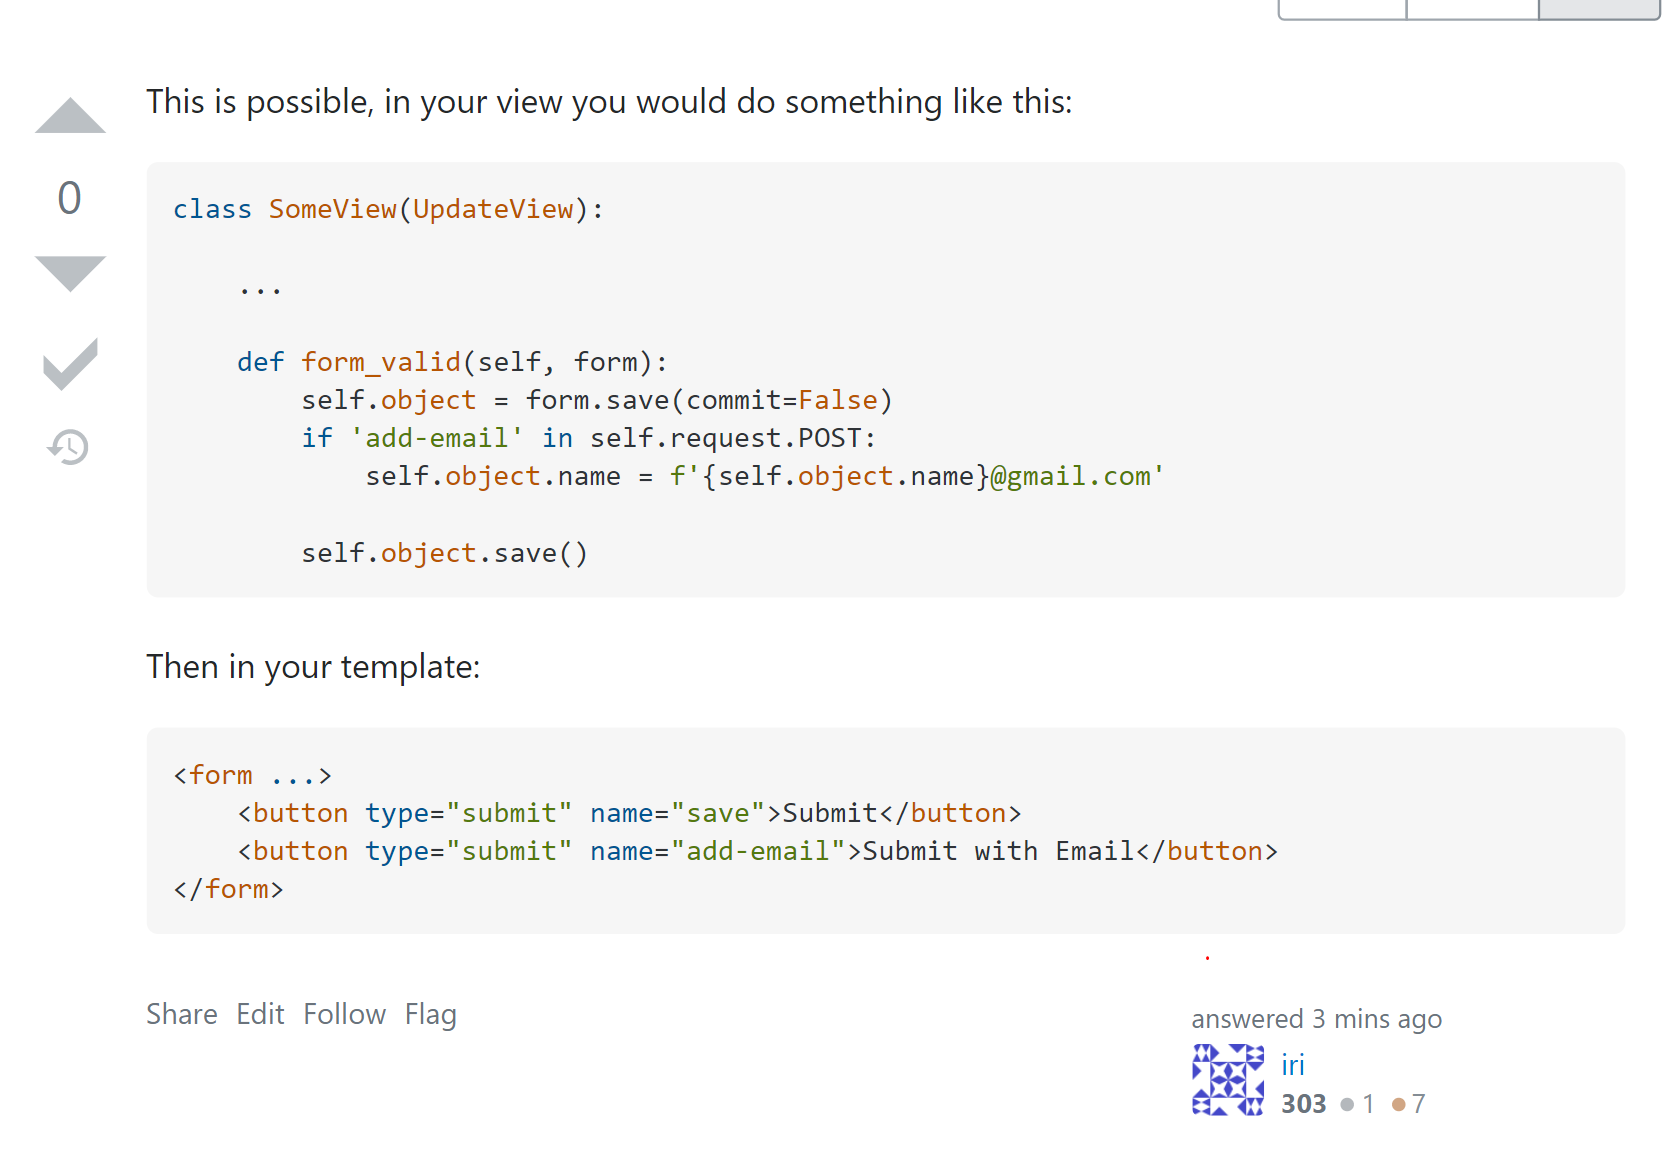 This is possible, in your view you would do something like this:
0
class SomeView(UpdateView):
    ...
    def form_valid(self, form):
        self.object = form.save(commit=False)
        if 'add-email' in self.request.POST:
            self.object.name = f'{self.object.name}@gmail.com'
        self.object.save()
Then in your template:
<form ...>
    <button type="submit" name="save">Submit</button>
    <button type="submit" name="add-email">Submit with Email</button>
</form>
Share Edit Follow Flag
answered 3 mins ago
iri
303 1 7